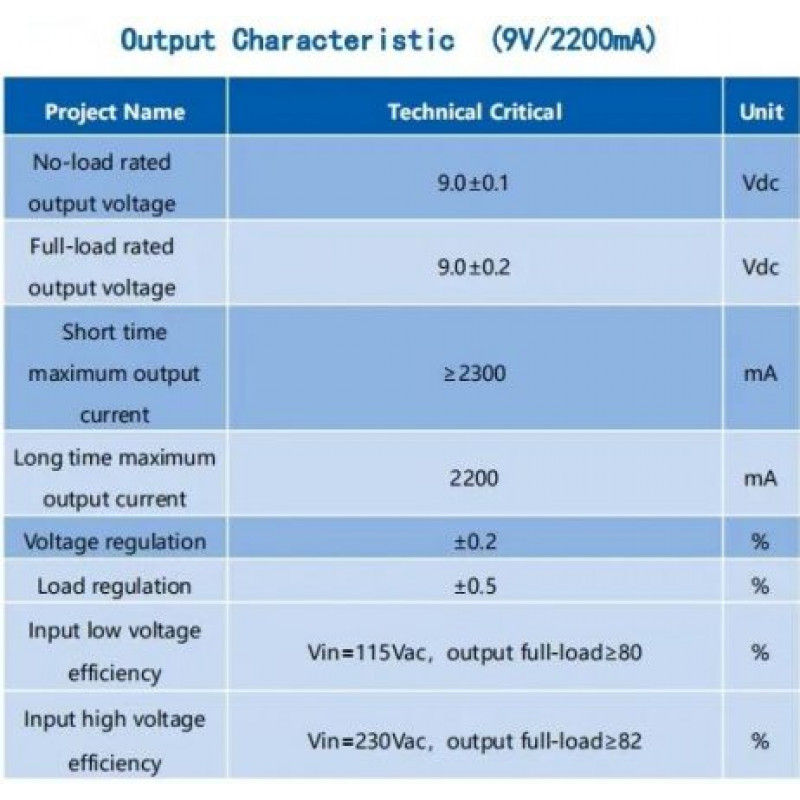 Output Characteristic (9V/2200mA)
Project Name Technical Critical Unit
No-load rated
output voltage
9.0±0.1 Vdc
Full-load rated
output voltage
9.0±0.2 Vdc
Short time
maximum output
current
≥2300 mA
Long time maximum
output current
2200 mA
Voltage regulation ±0.2 %
Load regulation ±0.5 %
Input low voltage
efficiency
Vin=115Vac, output full-load≥80 %
Input high voltage
efficiency
Vin=230Vac, output full-load≥82 %